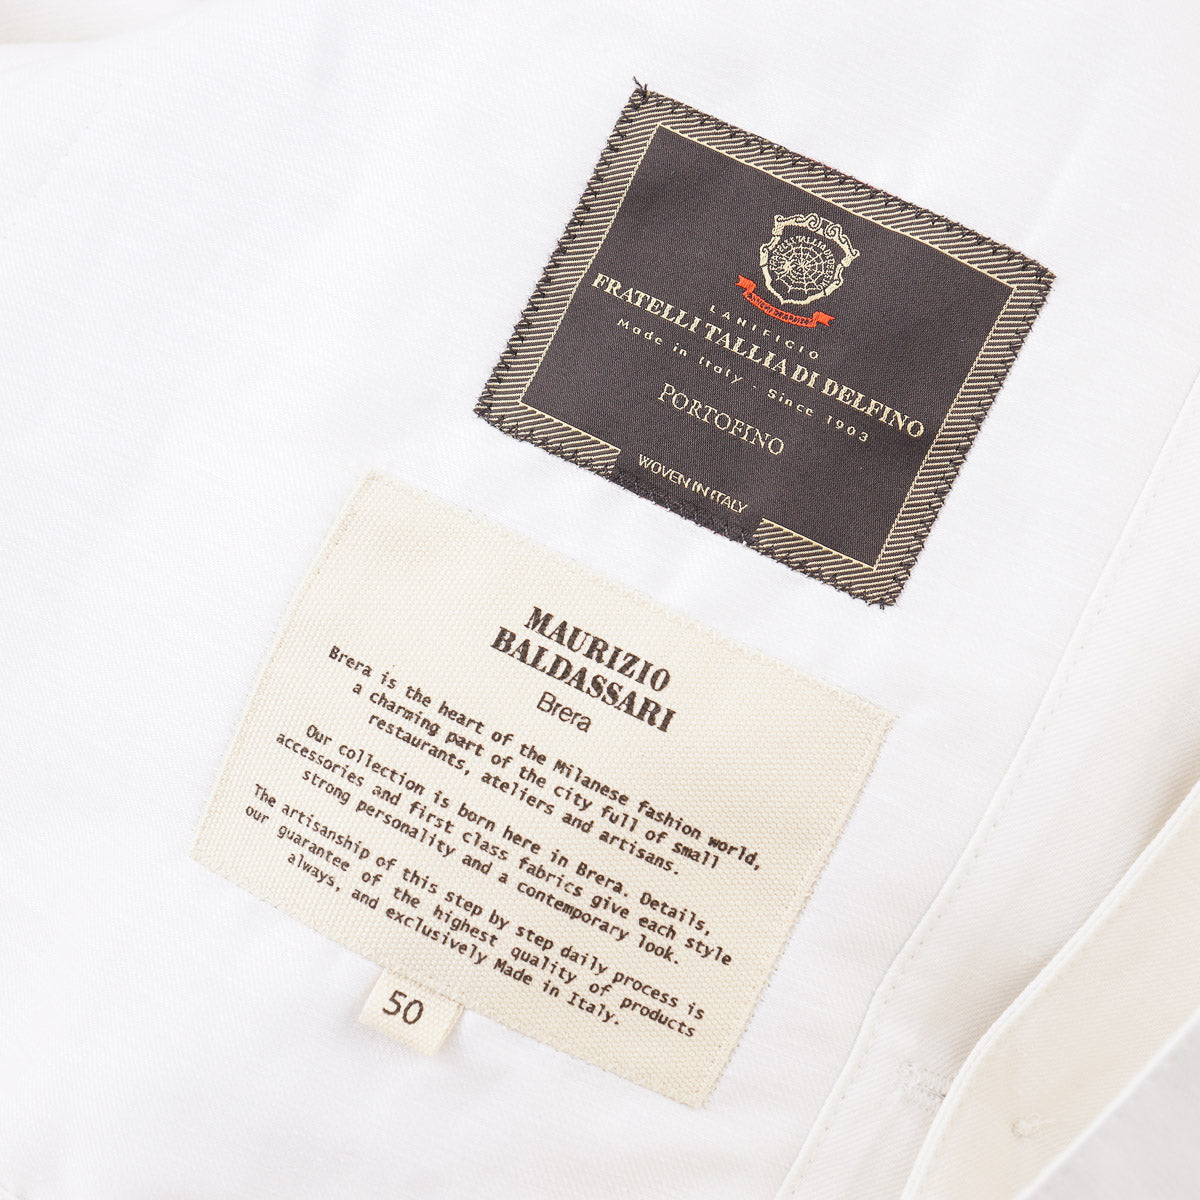 FRATELLI TALLIA DI DELFINO
LANIFICIO
FRATELLI TALLIA DI DELFINO
Made in Italy - Since 1903
PORTOFINO
WOVEN IN ITALY
MAURIZIO
BALDASSARI
Brera
Brera is the heart of the Milanese fashion world,
a charming part of the city full of small
restaurants, ateliers and artisans.
Our collection is born here in Brera. Details,
accessories and first class fabrics give each style
strong personality and a contemporary look.
The artisanship of this step by step daily process is
our guarantee of the highest quality of products
always, and exclusively Made in Italy.
50